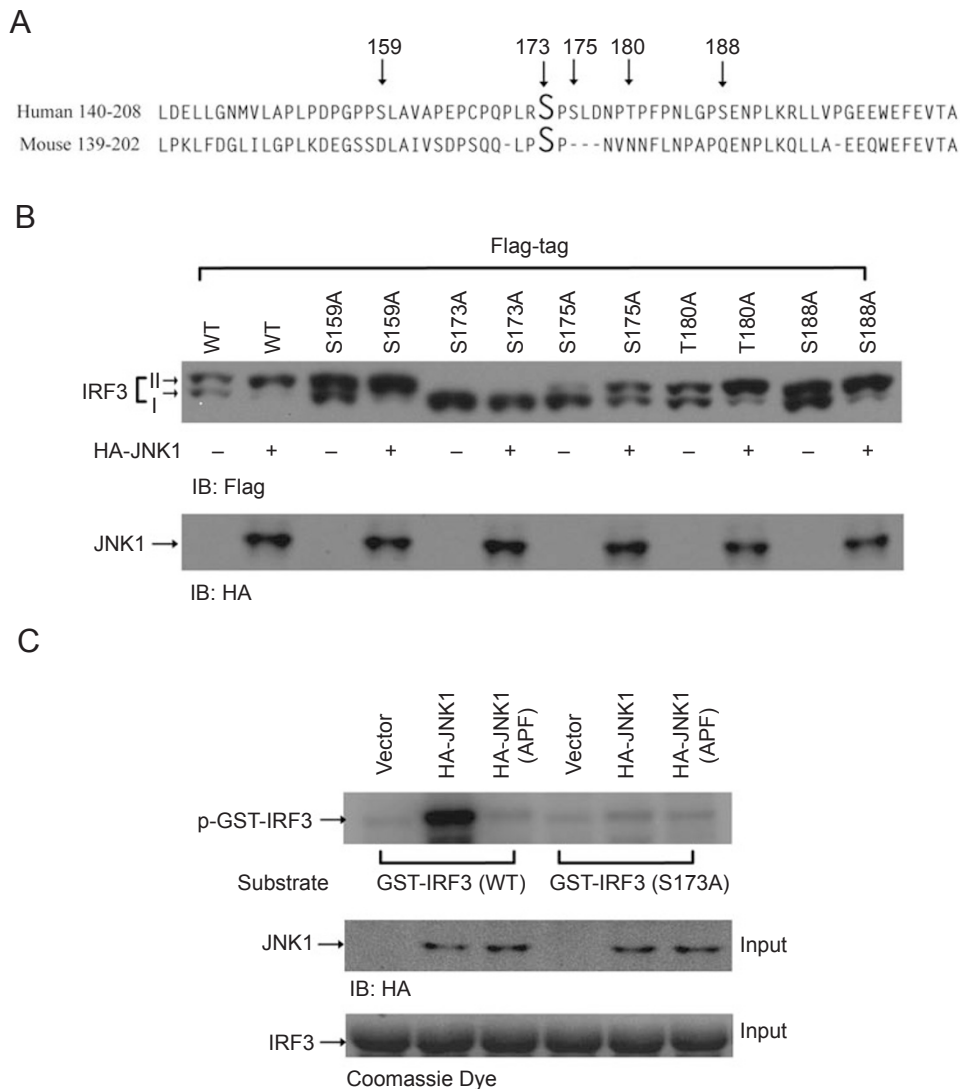 A
159 173 175 180 188
Human 140-208 LDELLGNMVLAPLPDPGPPSLAVAPEPCPQPLRSPSLDNPTPFPNLGPSENPLKRLLVPGEEWEFEVTA
Mouse 139-202 LPKLFDGLILGPLKDEGSSDLAIVSDPSQQ-LPSP---NVNNFLNPAPQENPLKQLLA-EEQWEFEVTA
B
Flag-tag
WT WT S159A S159A S173A S173A S175A S175A T180A T180A S188A S188A
IRF3 II
I
HA-JNK1 – + – + – + – + – + – +
IB: Flag
JNK1
IB: HA
C
Vector HA-JNK1 HA-JNK1 (APF) Vector HA-JNK1 HA-JNK1 (APF)
p-GST-IRF3
Substrate GST-IRF3 (WT) GST-IRF3 (S173A)
JNK1 Input
IB: HA
IRF3 Input
Coomassie Dye